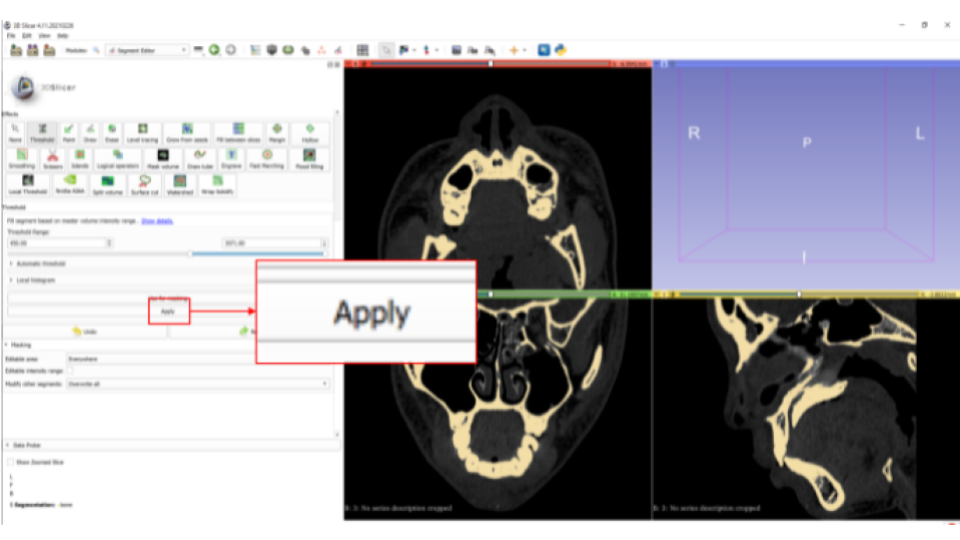 3D Slicer 4.11.20210226
File Edit View Help
Modules: Segment Editor
3DSlicer
Effects
None Threshold Paint Draw Erase Level tracing Grow from seeds Fill between slices Margin Hollow
Smoothing Scissors Islands Logical operators Mask volume Draw tube Engrave Fast Marching Flood filling
Local Threshold Nvidia AIAA Split volume Surface cut Watershed Wrap Solidify
Threshold
Fill segment based on master volume intensity range. Show details.
Threshold Range:
Automatic threshold
Local histogram
Use for masking
Apply
Apply
Undo
Masking
Editable area: Everywhere
Editable intensity range:
Modify other segments: Overwrite all
Data Probe
Show Zoomed Slice
L
F
B
Segmentation: bone
R
P
L
I
B: 3: No series description cropped
B: 3: No series description cropped